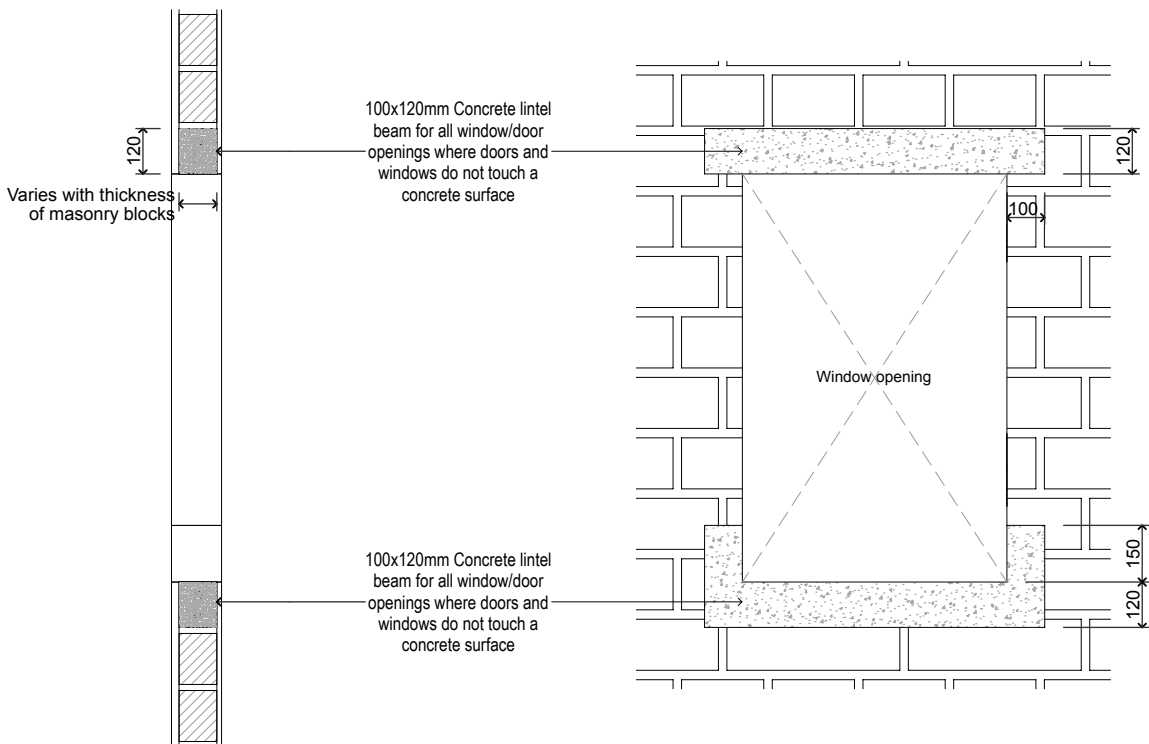 100x120mm Concrete lintel
beam for all window/door
openings where doors and
windows do not touch a
concrete surface
120
120
Varies with thickness
of masonry blocks
100
Window opening
100x120mm Concrete lintel
beam for all window/door
openings where doors and
windows do not touch a
concrete surface
150
120